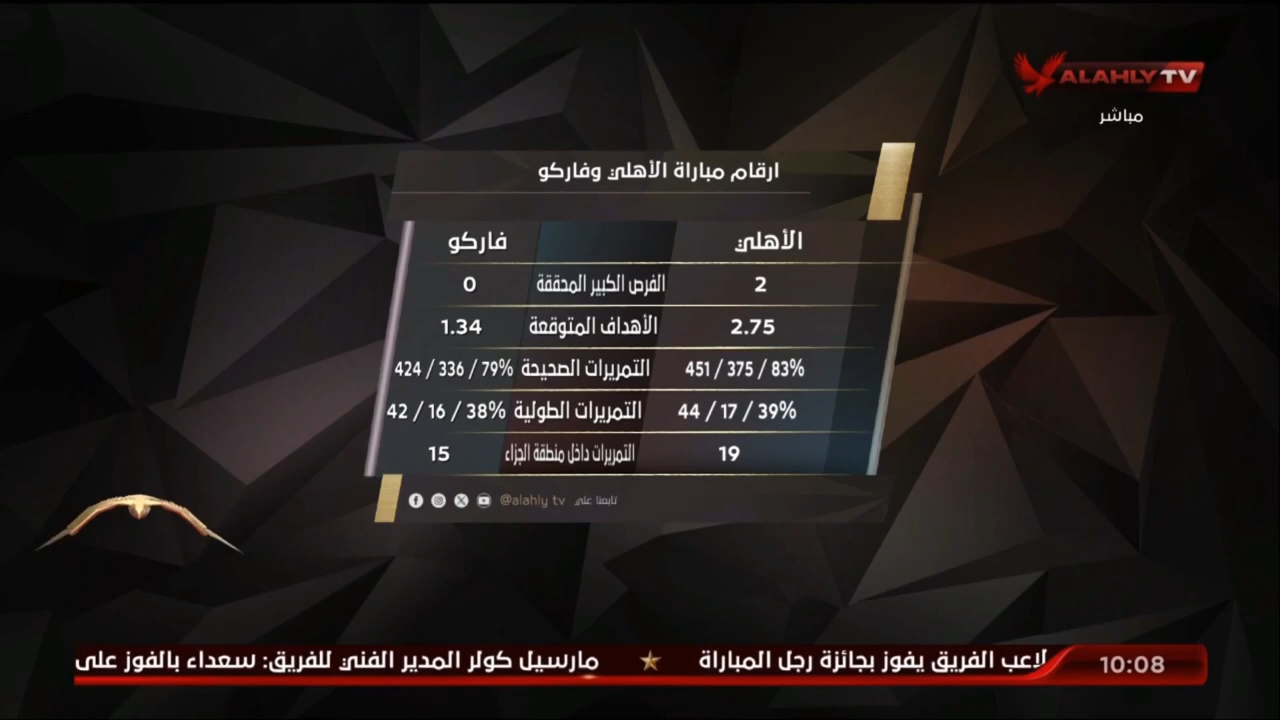 ALAHLY TV
مباشر
ارقام مباراة الأهلي وفاركو
الأهلي فاركو
2 الفرص الكبير المحققة 0
2.75 الأهداف المتوقعة 1.34
451 / 375 / 83% التمريرات الصحيحة 424 / 336 / 79%
44 / 17 / 39% التمريرات الطولية 42 / 16 / 38%
19 التمريرات داخل منطقة الجزاء 15
تابعنا علي @alahly tv
10:08 لاعب الفريق يفوز بجائزة رجل المباراة مارسيل كولر المدير الفني للفريق: سعداء بالفوز على